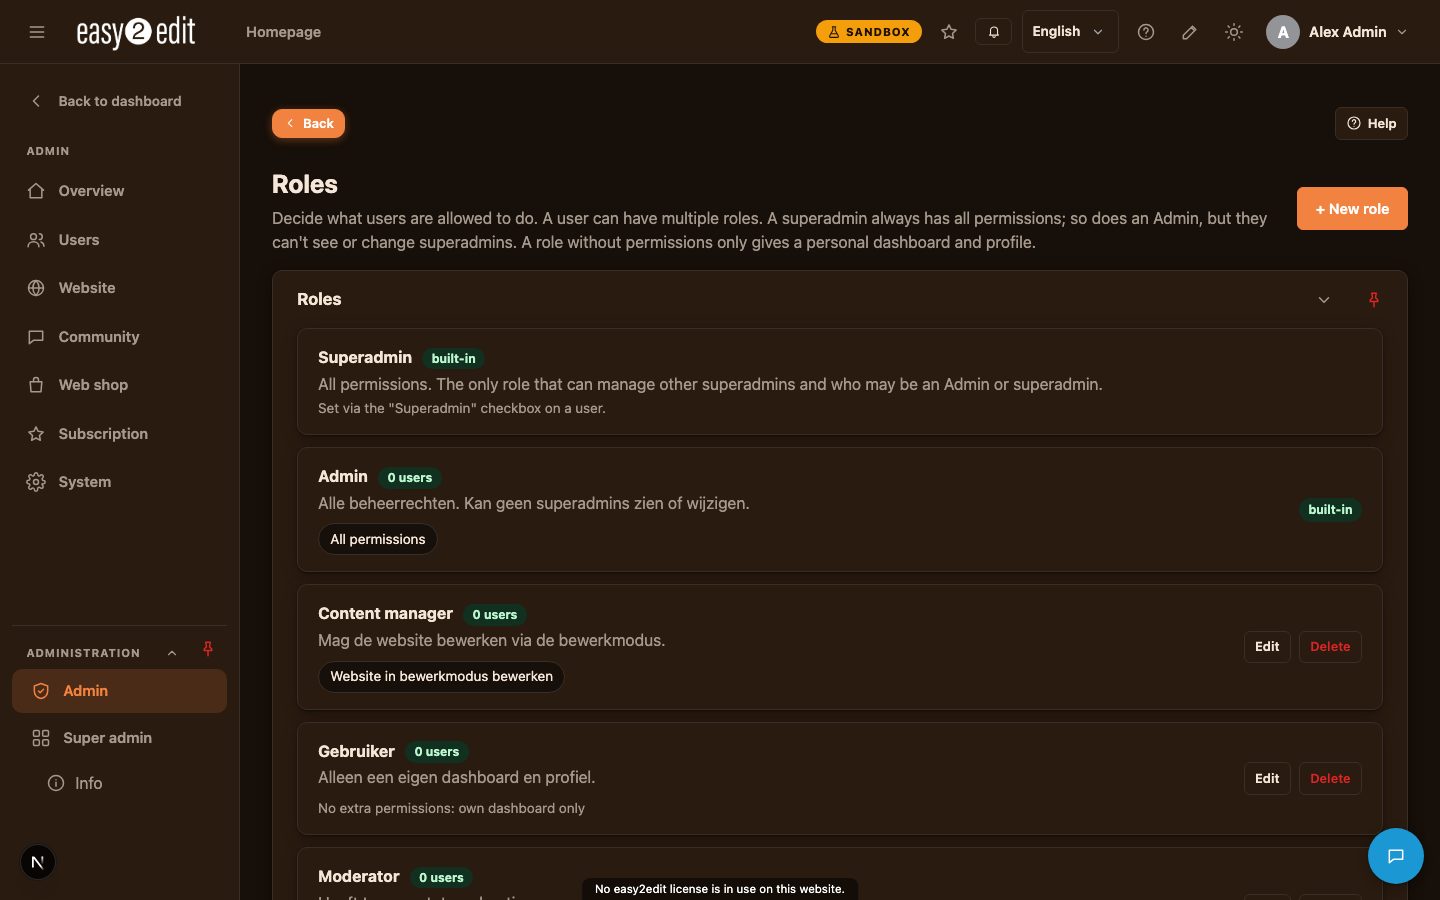 easy2edit
Homepage
SANDBOX
English
A
Alex Admin
Back to dashboard
ADMIN
Overview
Users
Website
Community
Web shop
Subscription
System
ADMINISTRATION
Admin
Super admin
Info
N
Back
Help
Roles
Decide what users are allowed to do. A user can have multiple roles. A superadmin always has all permissions; so does an Admin, but they
can't see or change superadmins. A role without permissions only gives a personal dashboard and profile.
+ New role
Roles
Superadmin built-in
All permissions. The only role that can manage other superadmins and who may be an Admin or superadmin.
Set via the "Superadmin" checkbox on a user.
Admin 0 users
Alle beheerrechten. Kan geen superadmins zien of wijzigen.
All permissions
built-in
Content manager 0 users
Mag de website bewerken via de bewerkmodus.
Website in bewerkmodus bewerken
Edit Delete
Gebruiker 0 users
Alleen een eigen dashboard en profiel.
No extra permissions: own dashboard only
Edit Delete
Moderator 0 users
No easy2edit license is in use on this website.